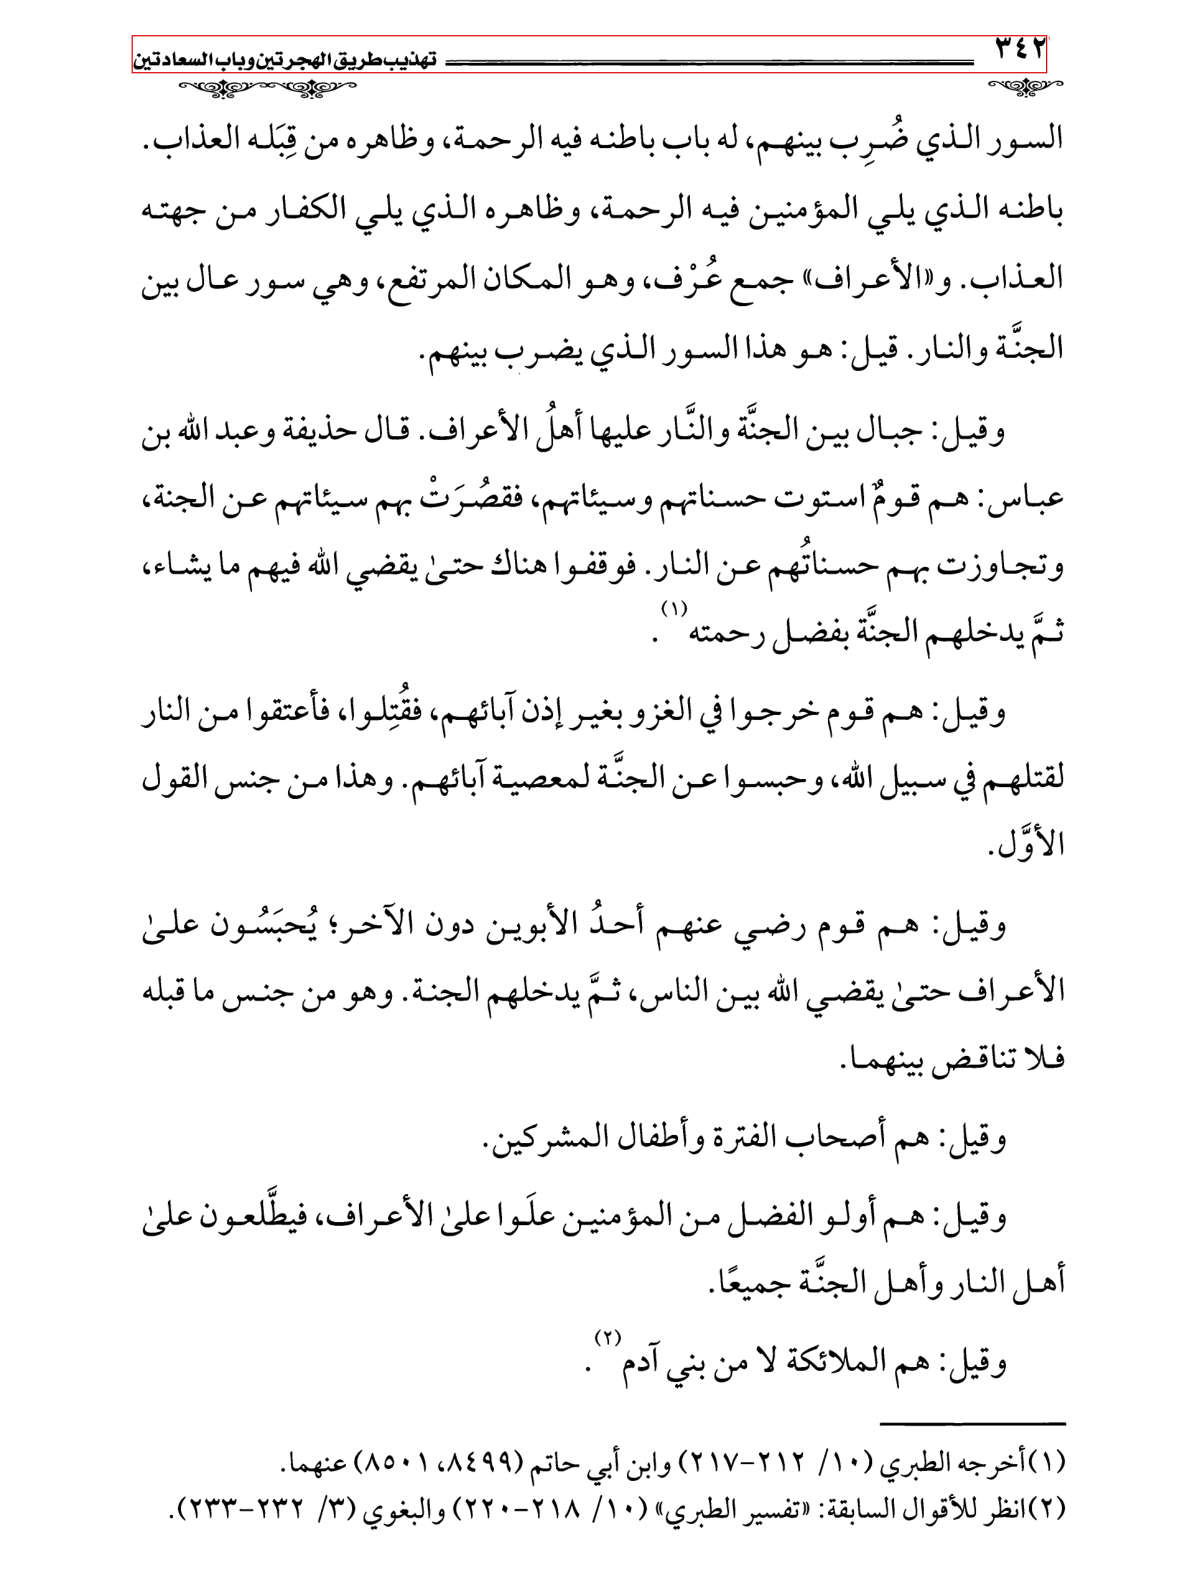 ٣٤٢ تهذيب طريق الهجرتين وباب السعادتين
السور الذي ضُرِب بينهم، له باب باطنه فيه الرحمة، وظاهره من قِبَله العذاب.
باطنه الذي يلي المؤمنين فيه الرحمة، وظاهره الذي يلي الكفار من جهته
العذاب. و«الأعراف» جمع عُرْف، وهو المكان المرتفع، وهي سور عال بين
الجنَّة والنار. قيل: هو هذا السور الذي يضرب بينهم.
وقيل: جبال بين الجنَّة والنَّار عليها أهلُ الأعراف. قال حذيفة وعبد الله بن
عباس: هم قومٌ استوت حسناتهم وسيئاتهم، فقصُرَتْ بهم سيئاتهم عن الجنة،
وتجاوزت بهم حسناتُهم عن النار. فوقفوا هناك حتىٰ يقضي الله فيهم ما يشاء،
ثمَّ يدخلهم الجنَّة بفضل رحمته(١).
وقيل: هم قوم خرجوا في الغزو بغير إذن آبائهم، فقُتِلوا، فأعتقوا من النار
لقتلهم في سبيل الله، وحبسوا عن الجنَّة لمعصية آبائهم. وهذا من جنس القول
الأوَّل.
وقيل: هم قوم رضي عنهم أحدُ الأبوين دون الآخر؛ يُحبَسُون علىٰ
الأعراف حتىٰ يقضي الله بين الناس، ثمَّ يدخلهم الجنة. وهو من جنس ما قبله
فلا تناقض بينهما.
وقيل: هم أصحاب الفترة وأطفال المشركين.
وقيل: هم أولو الفضل من المؤمنين علَوا علىٰ الأعراف، فيطَّلعون علىٰ
أهل النار وأهل الجنَّة جميعًا.
وقيل: هم الملائكة لا من بني آدم(٢).
(١) أخرجه الطبري (١٠/ ٢١٢-٢١٧) وابن أبي حاتم (٨٤٩٩، ٨٥٠١) عنهما.
(٢) انظر للأقوال السابقة: «تفسير الطبري» (١٠/ ٢١٨-٢٢٠) والبغوي (٣/ ٢٣٢-٢٣٣).